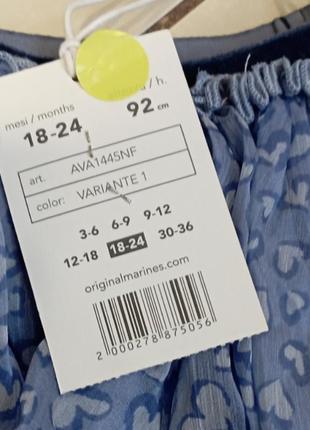 mesi / months
/ h.
18-24
92 cm
art. AVA1445NF
color: VARIANTE 1
3-6 6-9 9-12
12-18 18-24 30-36
originalmarines.com
2 000278 875056